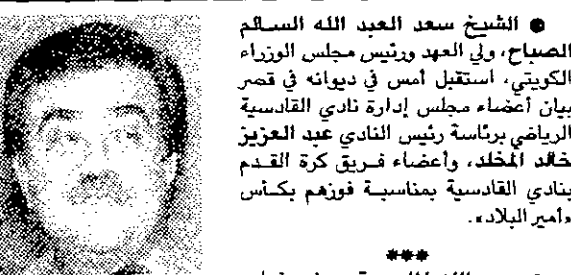 ● الشيخ سعد العبد الله السالم
الصباح، ولي العهد ورئيس مجلس الوزراء
الكويتي، استقبل أمس في ديوانه في قصر
بيان أعضاء مجلس إدارة نادي القادسية
الرياضي برئاسة رئيس النادي عبد العزيز
خالد المخلد، وأعضاء فريق كرة القدم
بنادي القادسية بمناسبة فوزهم بكأس
«أمير البلاد».
***